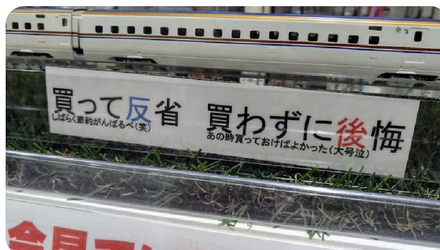 買って反省 買わずに後悔
しばらく節約がんばるべ(笑) あの時買っておけばよかった(大号泣)